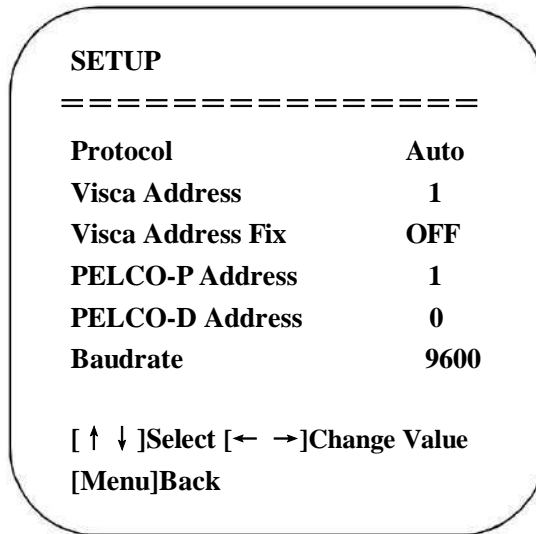 SETUP
===============
Protocol Auto
Visca Address 1
Visca Address Fix OFF
PELCO-P Address 1
PELCO-D Address 0
Baudrate 9600
[ ↑ ↓ ]Select [← →]Change Value
[Menu]Back